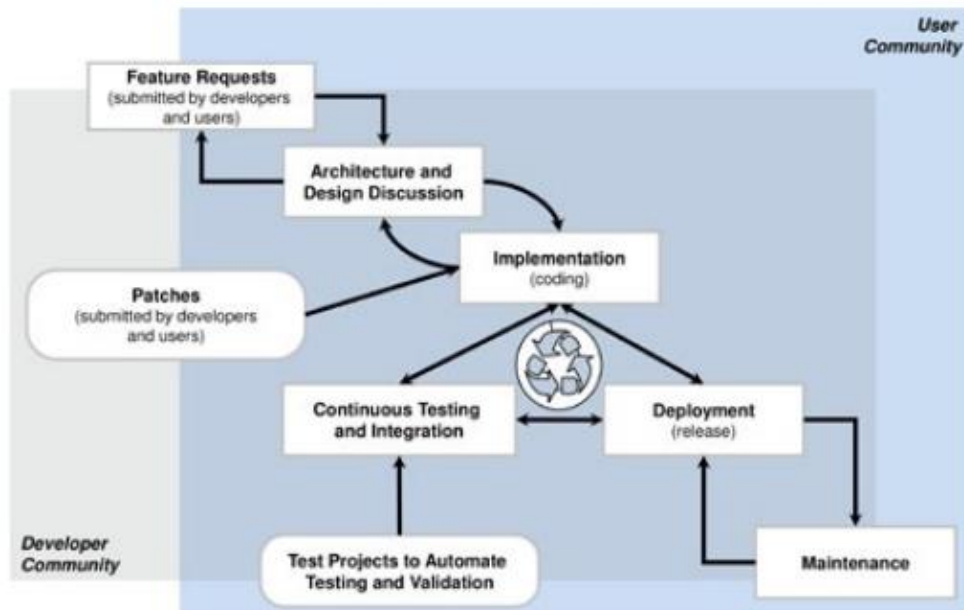 User
Community
Feature Requests
(submitted by developers
and users)
Architecture and
Design Discussion
Implementation
(coding)
Patches
(submitted by developers
and users)
Continuous Testing
and Integration
Deployment
(release)
Developer
Community
Test Projects to Automate
Testing and Validation
Maintenance